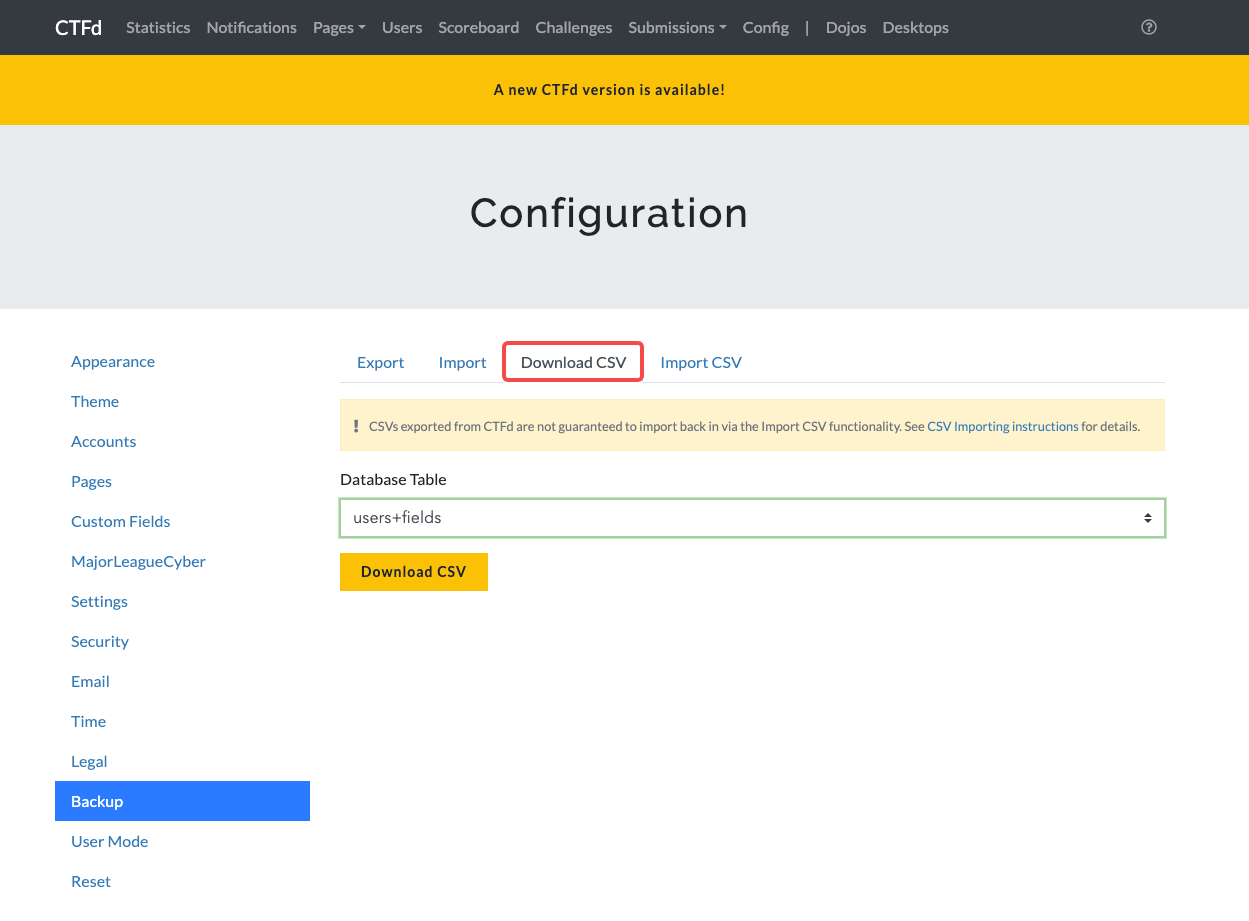 CTFd Statistics Notifications Pages Users Scoreboard Challenges Submissions Config | Dojos Desktops
A new CTFd version is available!
Configuration
Appearance
Theme
Accounts
Pages
Custom Fields
MajorLeagueCyber
Settings
Security
Email
Time
Legal
Backup
User Mode
Reset
Export Import Download CSV Import CSV
! CSVs exported from CTFd are not guaranteed to import back in via the Import CSV functionality. See CSV Importing instructions for details.
Database Table
users+fields
Download CSV